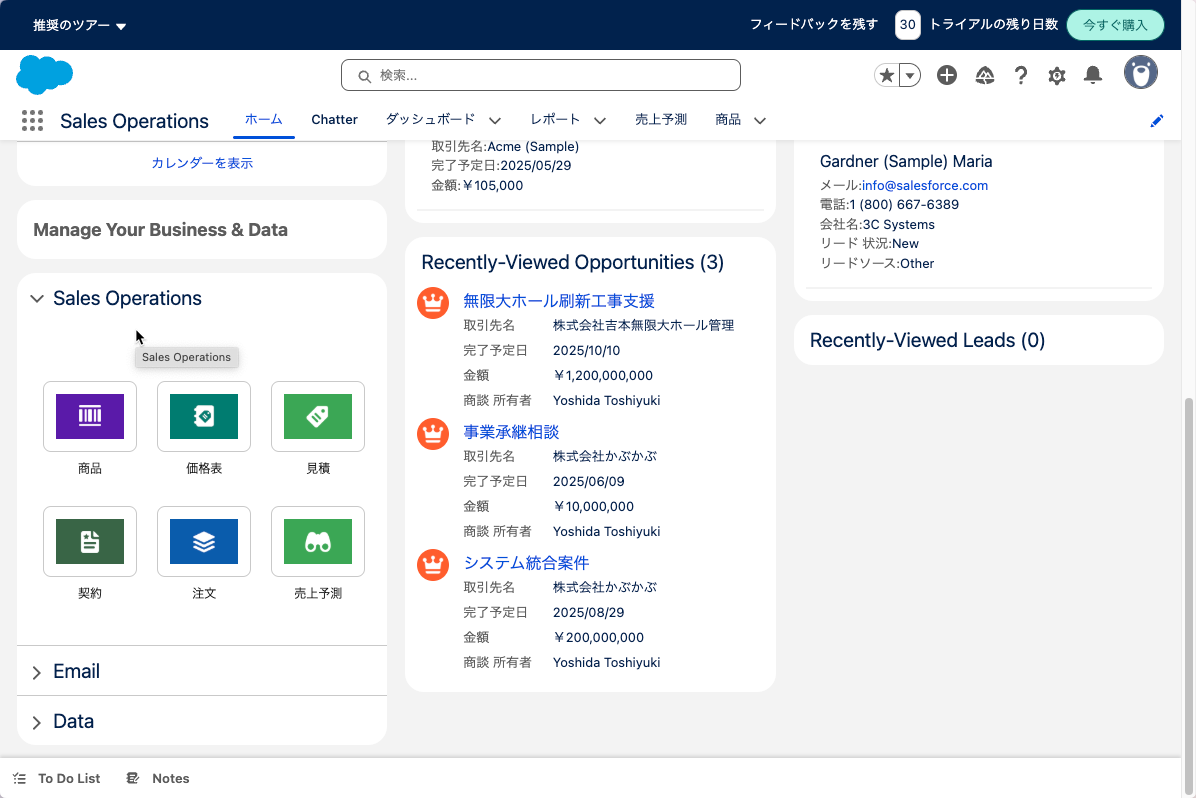 推奨のツアー
フィードバックを残す
30
トライアルの残り日数
今すぐ購入
検索...
Sales Operations
ホーム
Chatter
ダッシュボード
レポート
売上予測
商品
カレンダーを表示
Manage Your Business & Data
Sales Operations
Sales Operations
商品
価格表
見積
契約
注文
売上予測
Email
Data
取引先名:Acme (Sample)
完了予定日:2025/05/29
金額:￥105,000
Recently-Viewed Opportunities (3)
無限大ホール刷新工事支援
取引先名 株式会社吉本無限大ホール管理
完了予定日 2025/10/10
金額 ￥1,200,000,000
商談 所有者 Yoshida Toshiyuki
事業承継相談
取引先名 株式会社かぶかぶ
完了予定日 2025/06/09
金額 ￥10,000,000
商談 所有者 Yoshida Toshiyuki
システム統合案件
取引先名 株式会社かぶかぶ
完了予定日 2025/08/29
金額 ￥200,000,000
商談 所有者 Yoshida Toshiyuki
Gardner (Sample) Maria
メール:info@salesforce.com
電話:1 (800) 667-6389
会社名:3C Systems
リード 状況:New
リードソース:Other
Recently-Viewed Leads (0)
To Do List
Notes